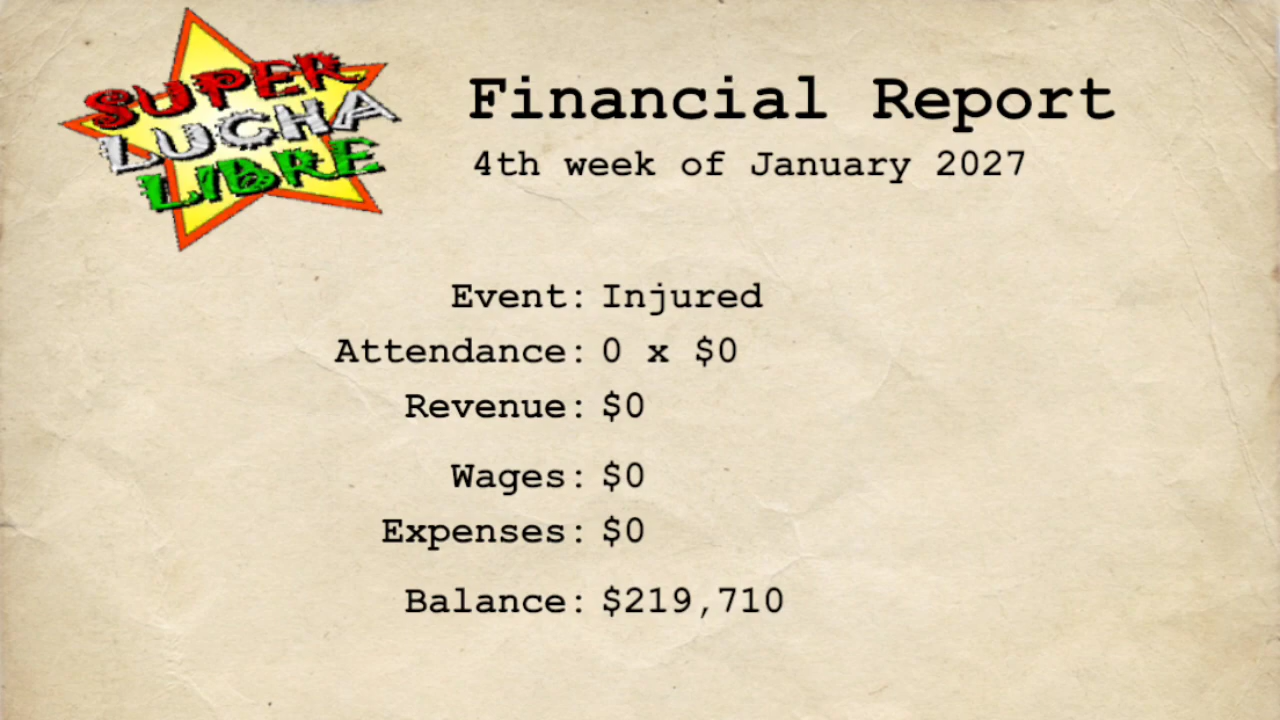 SUPER
LUCHA
LIBRE
Financial Report
4th week of January 2027
Event: Injured
Attendance: 0 x $0
Revenue: $0
Wages: $0
Expenses: $0
Balance: $219,710